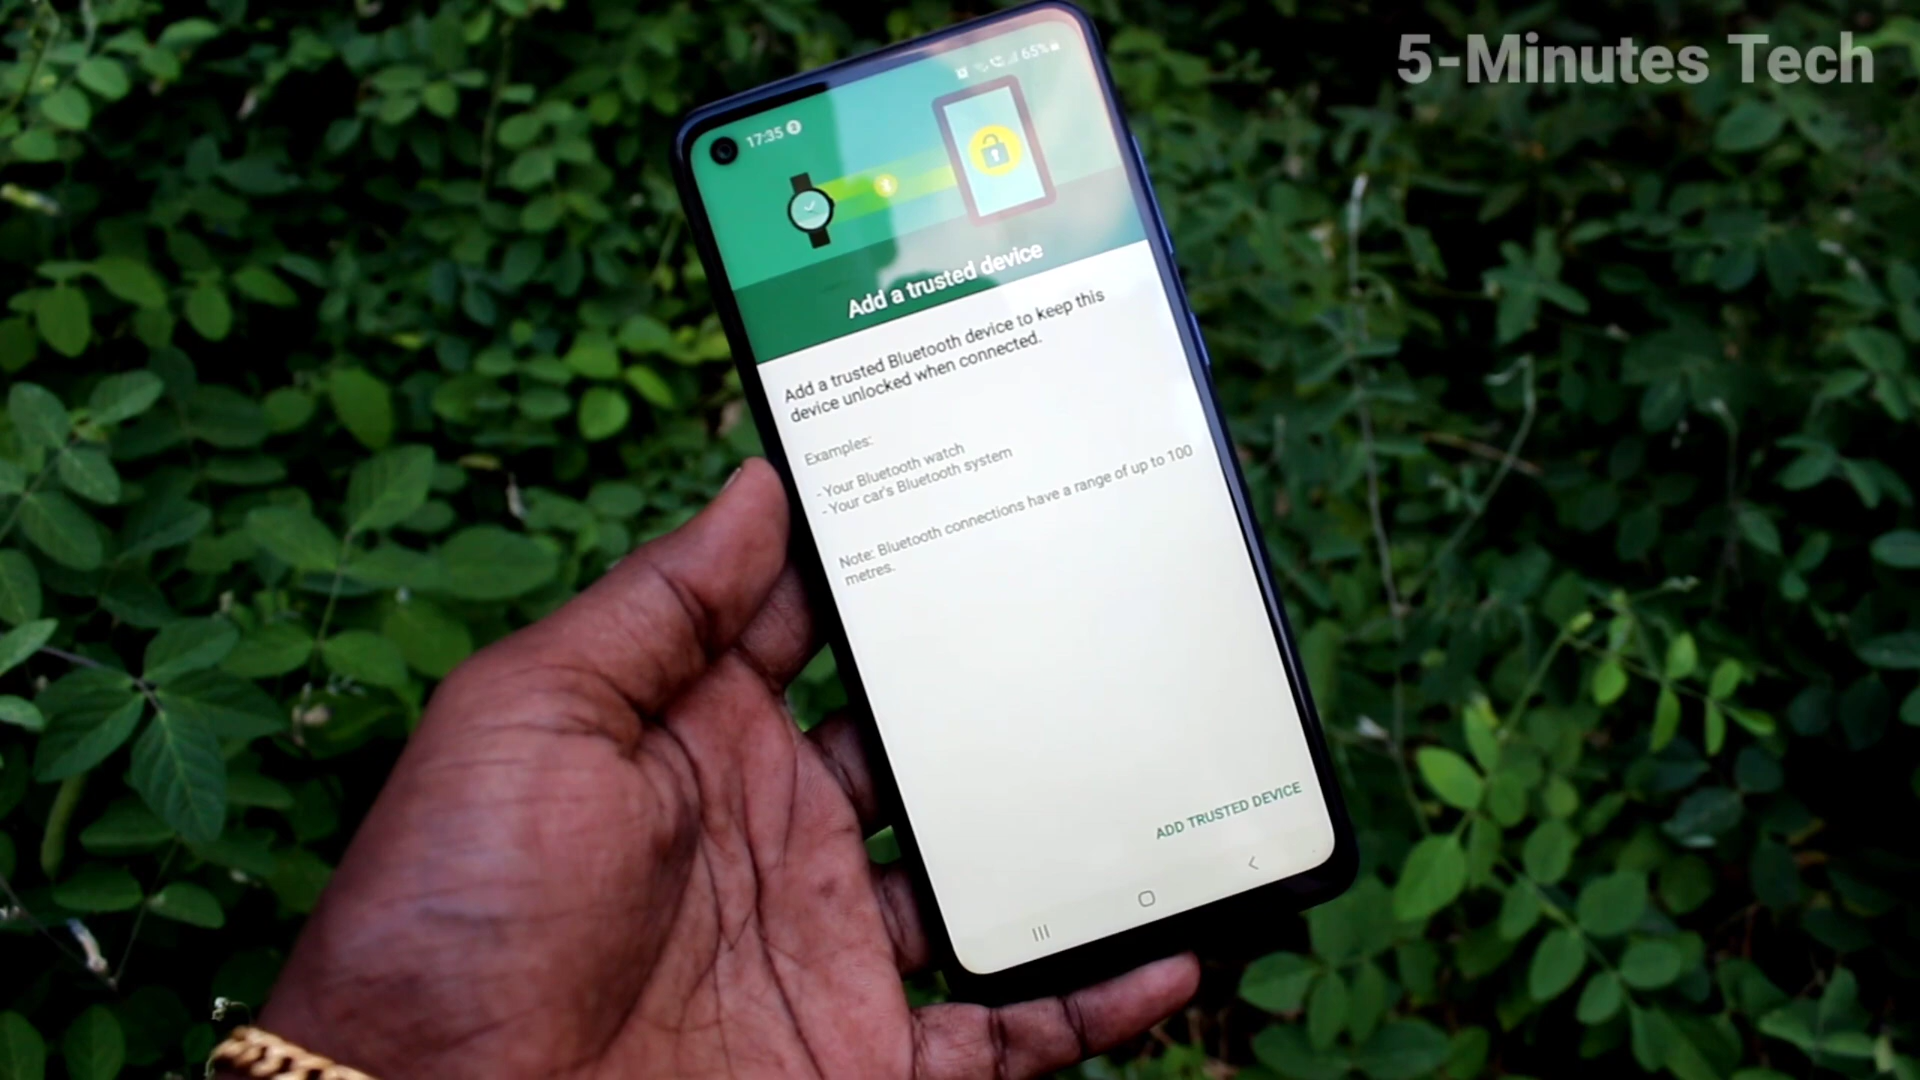 5-Minutes Tech
17:35
65%
Add a trusted device
Add a trusted Bluetooth device to keep this
device unlocked when connected.
Examples:
- Your Bluetooth watch
- Your car's Bluetooth system
Note: Bluetooth connections have a range of up to 100
metres.
ADD TRUSTED DEVICE